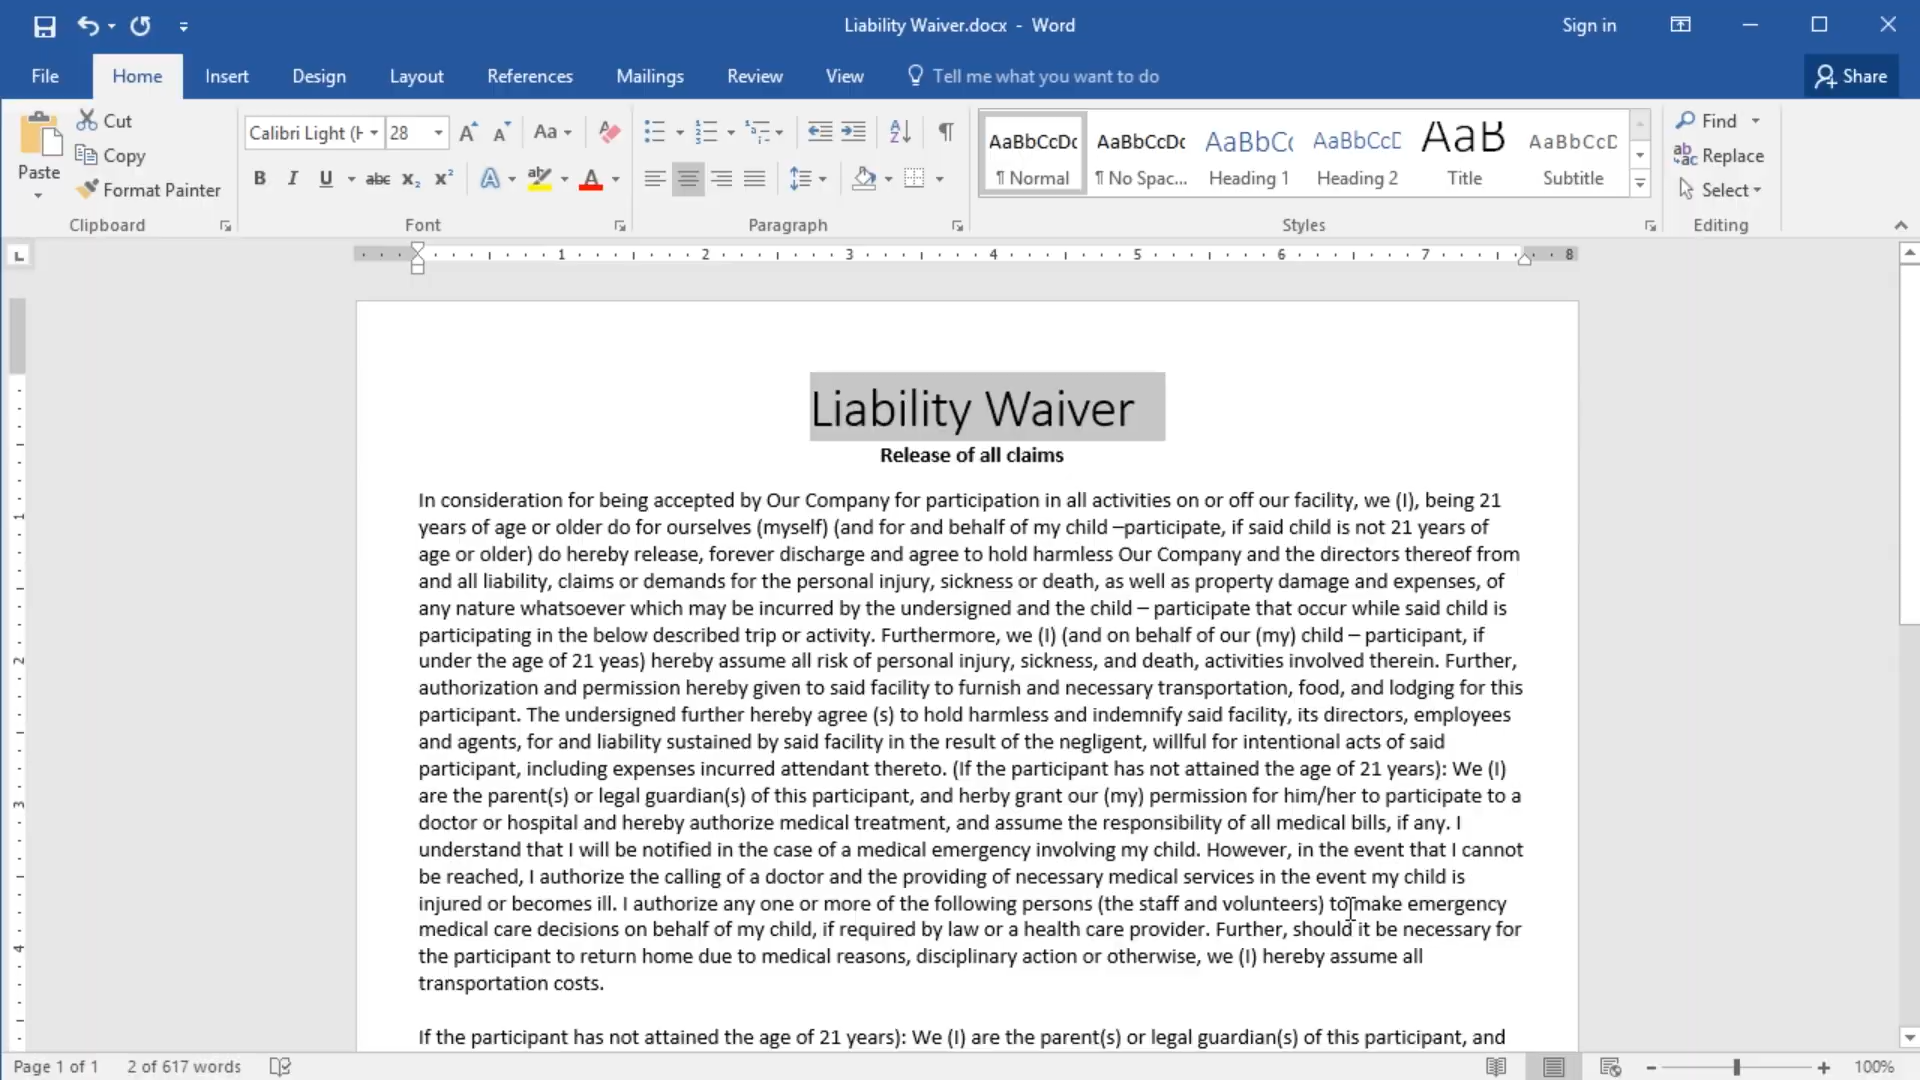 Liability Waiver.docx - Word
Sign in
File Home Insert Design Layout References Mailings Review View Tell me what you want to do Share
Paste
Cut
Copy
Format Painter
Clipboard
Calibri Light (H 28
Aa
B I U abc X₂ X² A A
Font
Paragraph
AaBbCcDc AaBbCcDc AaBbC( AaBbCcE AaB AaBbCcD
¶ Normal ¶ No Spac... Heading 1 Heading 2 Title Subtitle
Styles
Find
Replace
Select
Editing
1 2 3 4 5 6 7 8
Liability Waiver
Release of all claims
In consideration for being accepted by Our Company for participation in all activities on or off our facility, we (I), being 21
years of age or older do for ourselves (myself) (and for and behalf of my child –participate, if said child is not 21 years of
age or older) do hereby release, forever discharge and agree to hold harmless Our Company and the directors thereof from
and all liability, claims or demands for the personal injury, sickness or death, as well as property damage and expenses, of
any nature whatsoever which may be incurred by the undersigned and the child – participate that occur while said child is
participating in the below described trip or activity. Furthermore, we (I) (and on behalf of our (my) child – participant, if
under the age of 21 yeas) hereby assume all risk of personal injury, sickness, and death, activities involved therein. Further,
authorization and permission hereby given to said facility to furnish and necessary transportation, food, and lodging for this
participant. The undersigned further hereby agree (s) to hold harmless and indemnify said facility, its directors, employees
and agents, for and liability sustained by said facility in the result of the negligent, willful for intentional acts of said
participant, including expenses incurred attendant thereto. (If the participant has not attained the age of 21 years): We (I)
are the parent(s) or legal guardian(s) of this participant, and herby grant our (my) permission for him/her to participate to a
doctor or hospital and hereby authorize medical treatment, and assume the responsibility of all medical bills, if any. I
understand that I will be notified in the case of a medical emergency involving my child. However, in the event that I cannot
be reached, I authorize the calling of a doctor and the providing of necessary medical services in the event my child is
injured or becomes ill. I authorize any one or more of the following persons (the staff and volunteers) to make emergency
medical care decisions on behalf of my child, if required by law or a health care provider. Further, should it be necessary for
the participant to return home due to medical reasons, disciplinary action or otherwise, we (I) hereby assume all
transportation costs.
If the participant has not attained the age of 21 years): We (I) are the parent(s) or legal guardian(s) of this participant, and
1
2
3
4
Page 1 of 1 2 of 617 words 100%